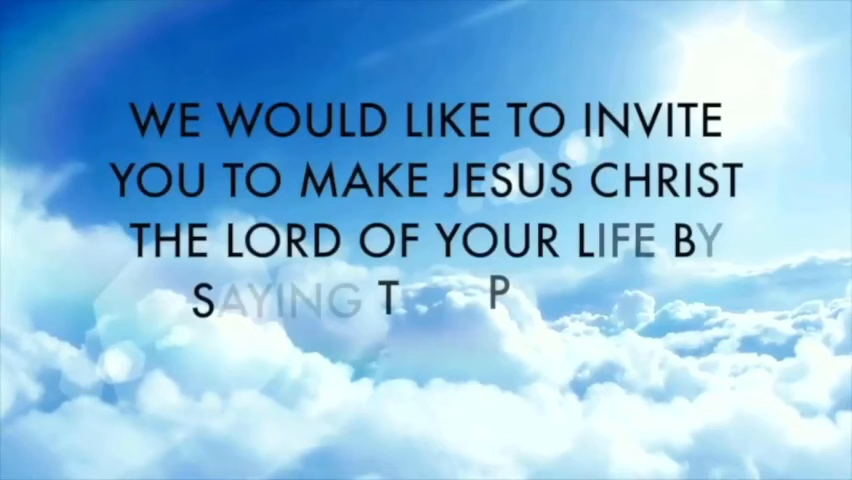 WE WOULD LIKE TO INVITE
YOU TO MAKE JESUS CHRIST
THE LORD OF YOUR LIFE BY
SAYING T P